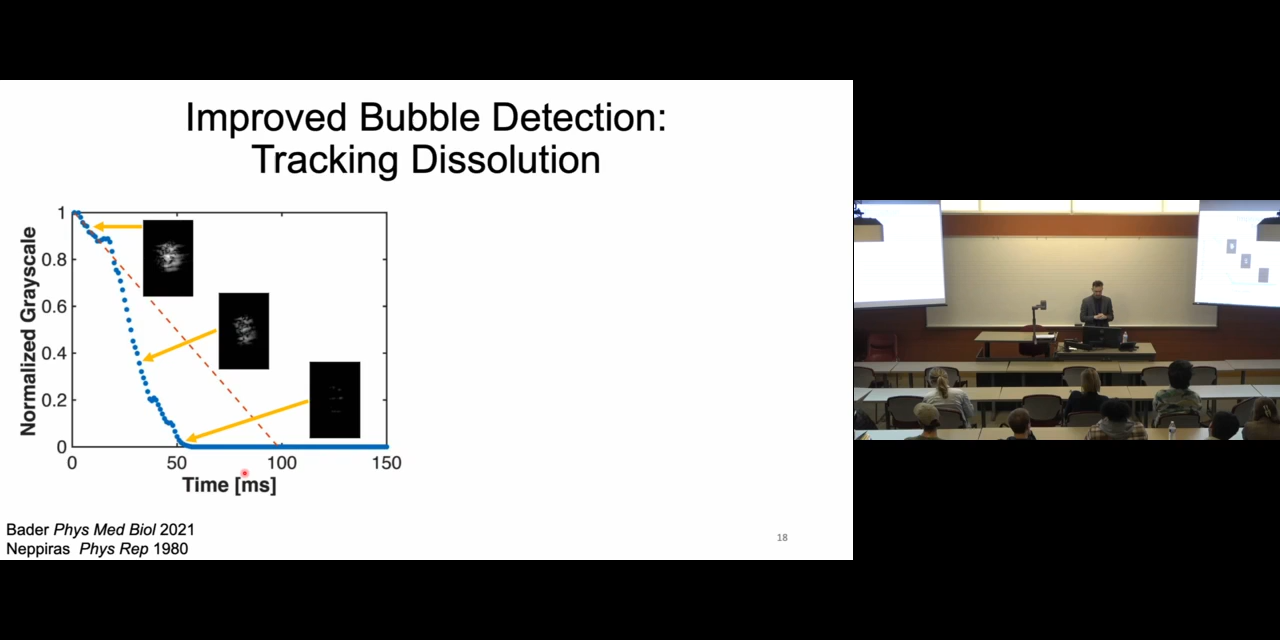 Improved Bubble Detection:
Tracking Dissolution
Normalized Grayscale
1
0.8
0.6
0.4
0.2
0
0
50
100
150
Time [ms]
Bader Phys Med Biol 2021
Neppiras Phys Rep 1980
18